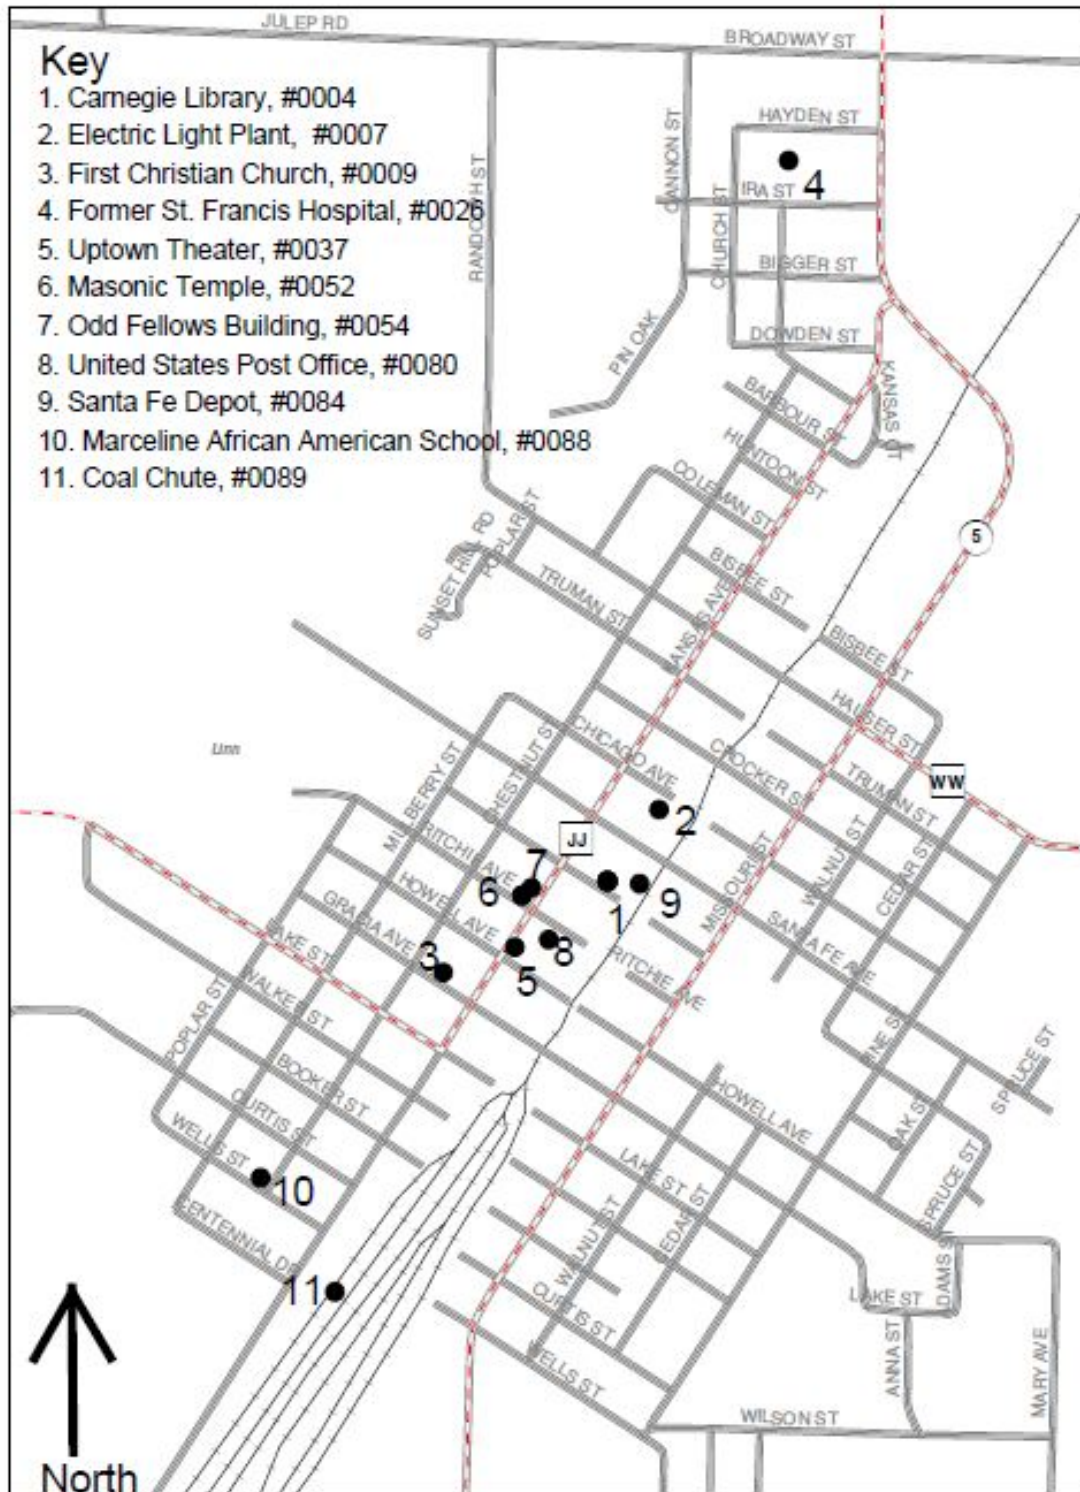 JULEP RD
BROADWAY ST
Key
1. Carnegie Library, #0004
2. Electric Light Plant, #0007
3. First Christian Church, #0009
4. Former St. Francis Hospital, #0026
5. Uptown Theater, #0037
6. Masonic Temple, #0052
7. Odd Fellows Building, #0054
8. United States Post Office, #0080
9. Santa Fe Depot, #0084
10. Marceline African American School, #0088
11. Coal Chute, #0089
HAYDEN ST
CANNON ST
4
IRA ST
RANDOLPH ST
CHURCH ST
BIGGER ST
PIN OAK
DOWDEN ST
KANSAS CT
BARBOUR ST
HUNTOON ST
COLEMAN ST
POPLAR ST
SUNSET HILL RD
5
BISBEE ST
TRUMAN ST
KANSAS AVE
BISBEE ST
HAUSER ST
CHICAGO AVE
CROCKER ST
CHESTNUT ST
Linn
MULBERRY ST
WW
TRUMAN ST
2
JJ
RITCHIE AVE
7
6
HOWELL AVE
1
9
MISSOURI ST
WALNUT ST
CEDAR ST
GRACIA AVE
SANTA FE AVE
3
8
5
LAKE ST
RITCHIE AVE
WALKER ST
POPLAR ST
PINE ST
SPRUCE ST
BOOKER ST
CURTIS ST
HOWELL AVE
OAK ST
WELLS ST
10
LAKE ST
SPRUCE ST
CENTENNIAL DR
WALNUT ST
CEDAR ST
11
CURTIS ST
LAKE ST
ANNA ST
MARY AVE
WELLS ST
WILSON ST
North